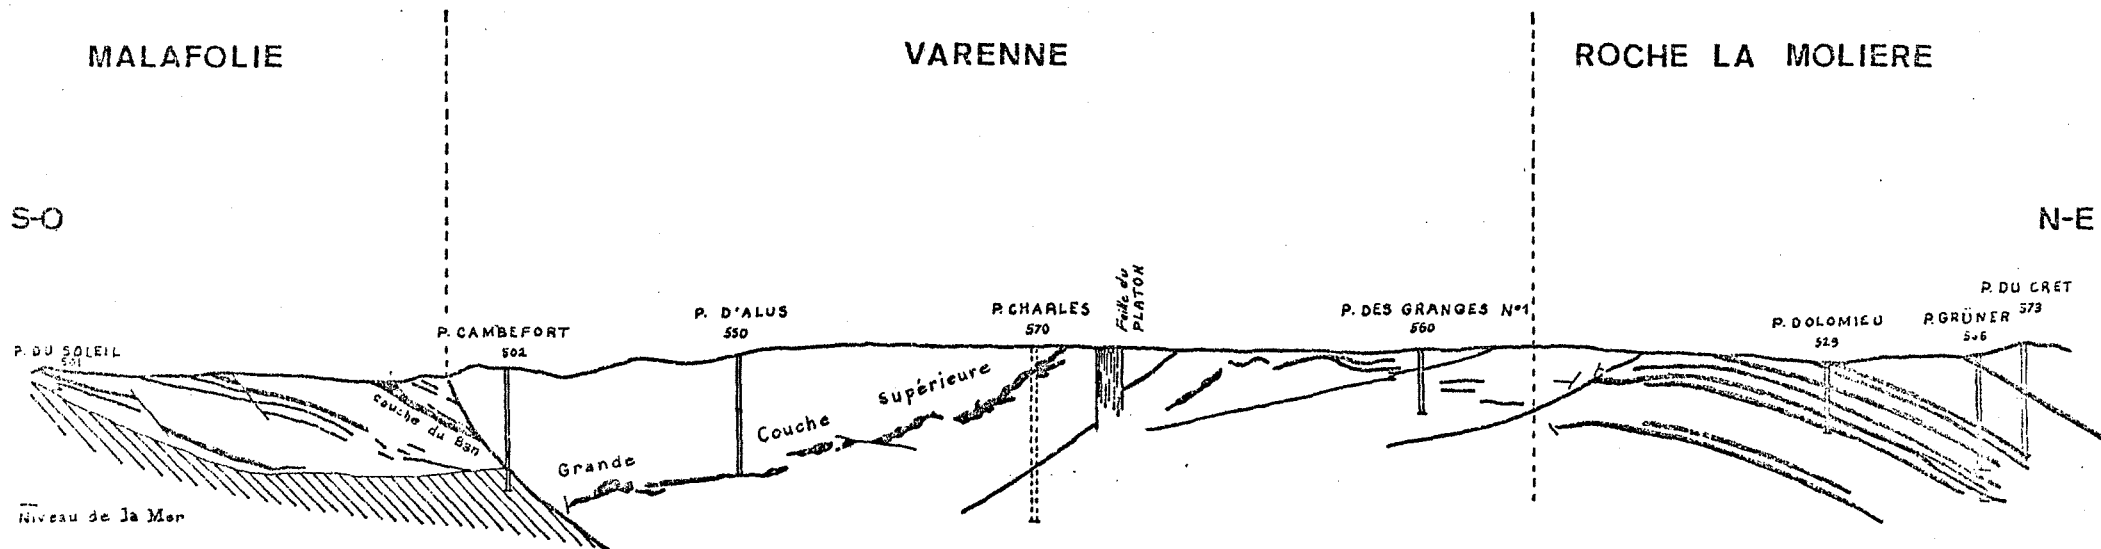 MALAFOLIE
VARENNE
ROCHE LA MOLIERE
S-O
N-E
P. DU SOLEIL
P. CAMBEFORT
502
P. D'ALUS
550
P. CHARLES
570
Faille du
PLATON
P. DES GRANGES N°1
560
P. DOLOMIEU
529
P. GRÜNER
P. DU CRET
573
couche du Ban
Grande Couche supérieure
Niveau de la Mer